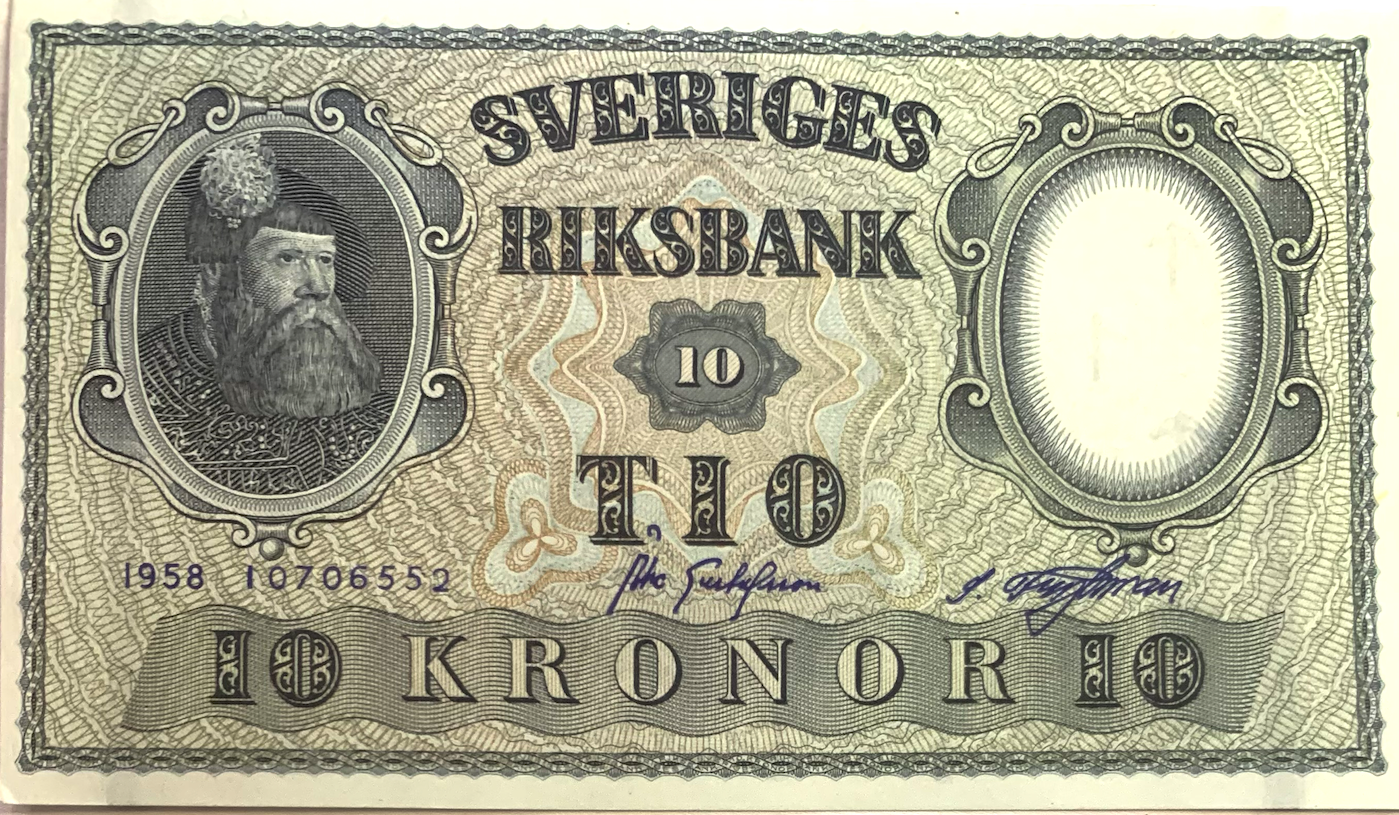 SVERIGES
RIKSBANK
10
TIO
1958 10706552
10 KRONOR 10